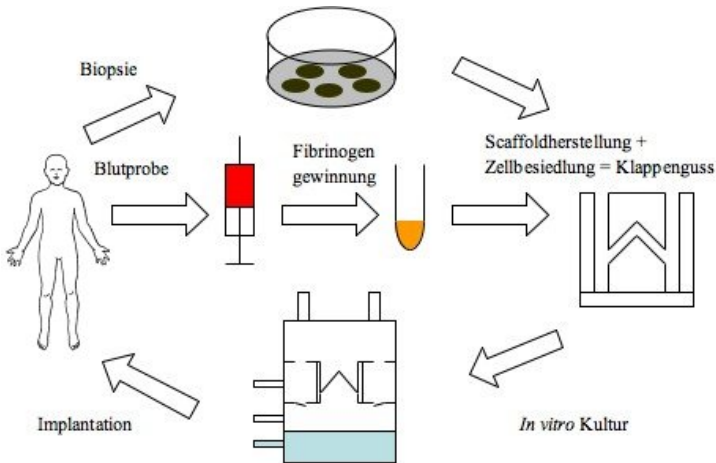 Biopsie
Blutprobe
Fibrinogen
gewinnung
Scaffoldherstellung +
Zellbesiedlung = Klappenguss
Implantation
In vitro Kultur